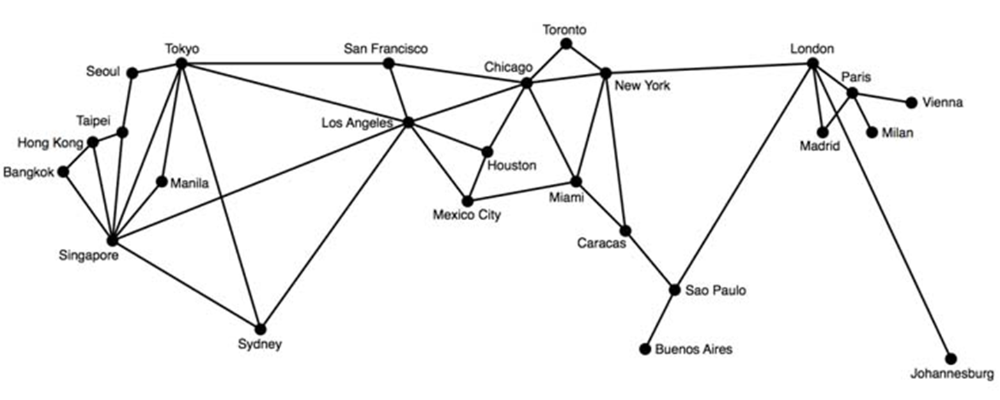 Toronto
Tokyo
San Francisco
London
Seoul
Chicago
Paris
New York
Vienna
Taipei
Los Angeles
Hong Kong
Madrid
Milan
Bangkok
Houston
Manila
Miami
Mexico City
Caracas
Singapore
Sao Paulo
Sydney
Buenos Aires
Johannesburg